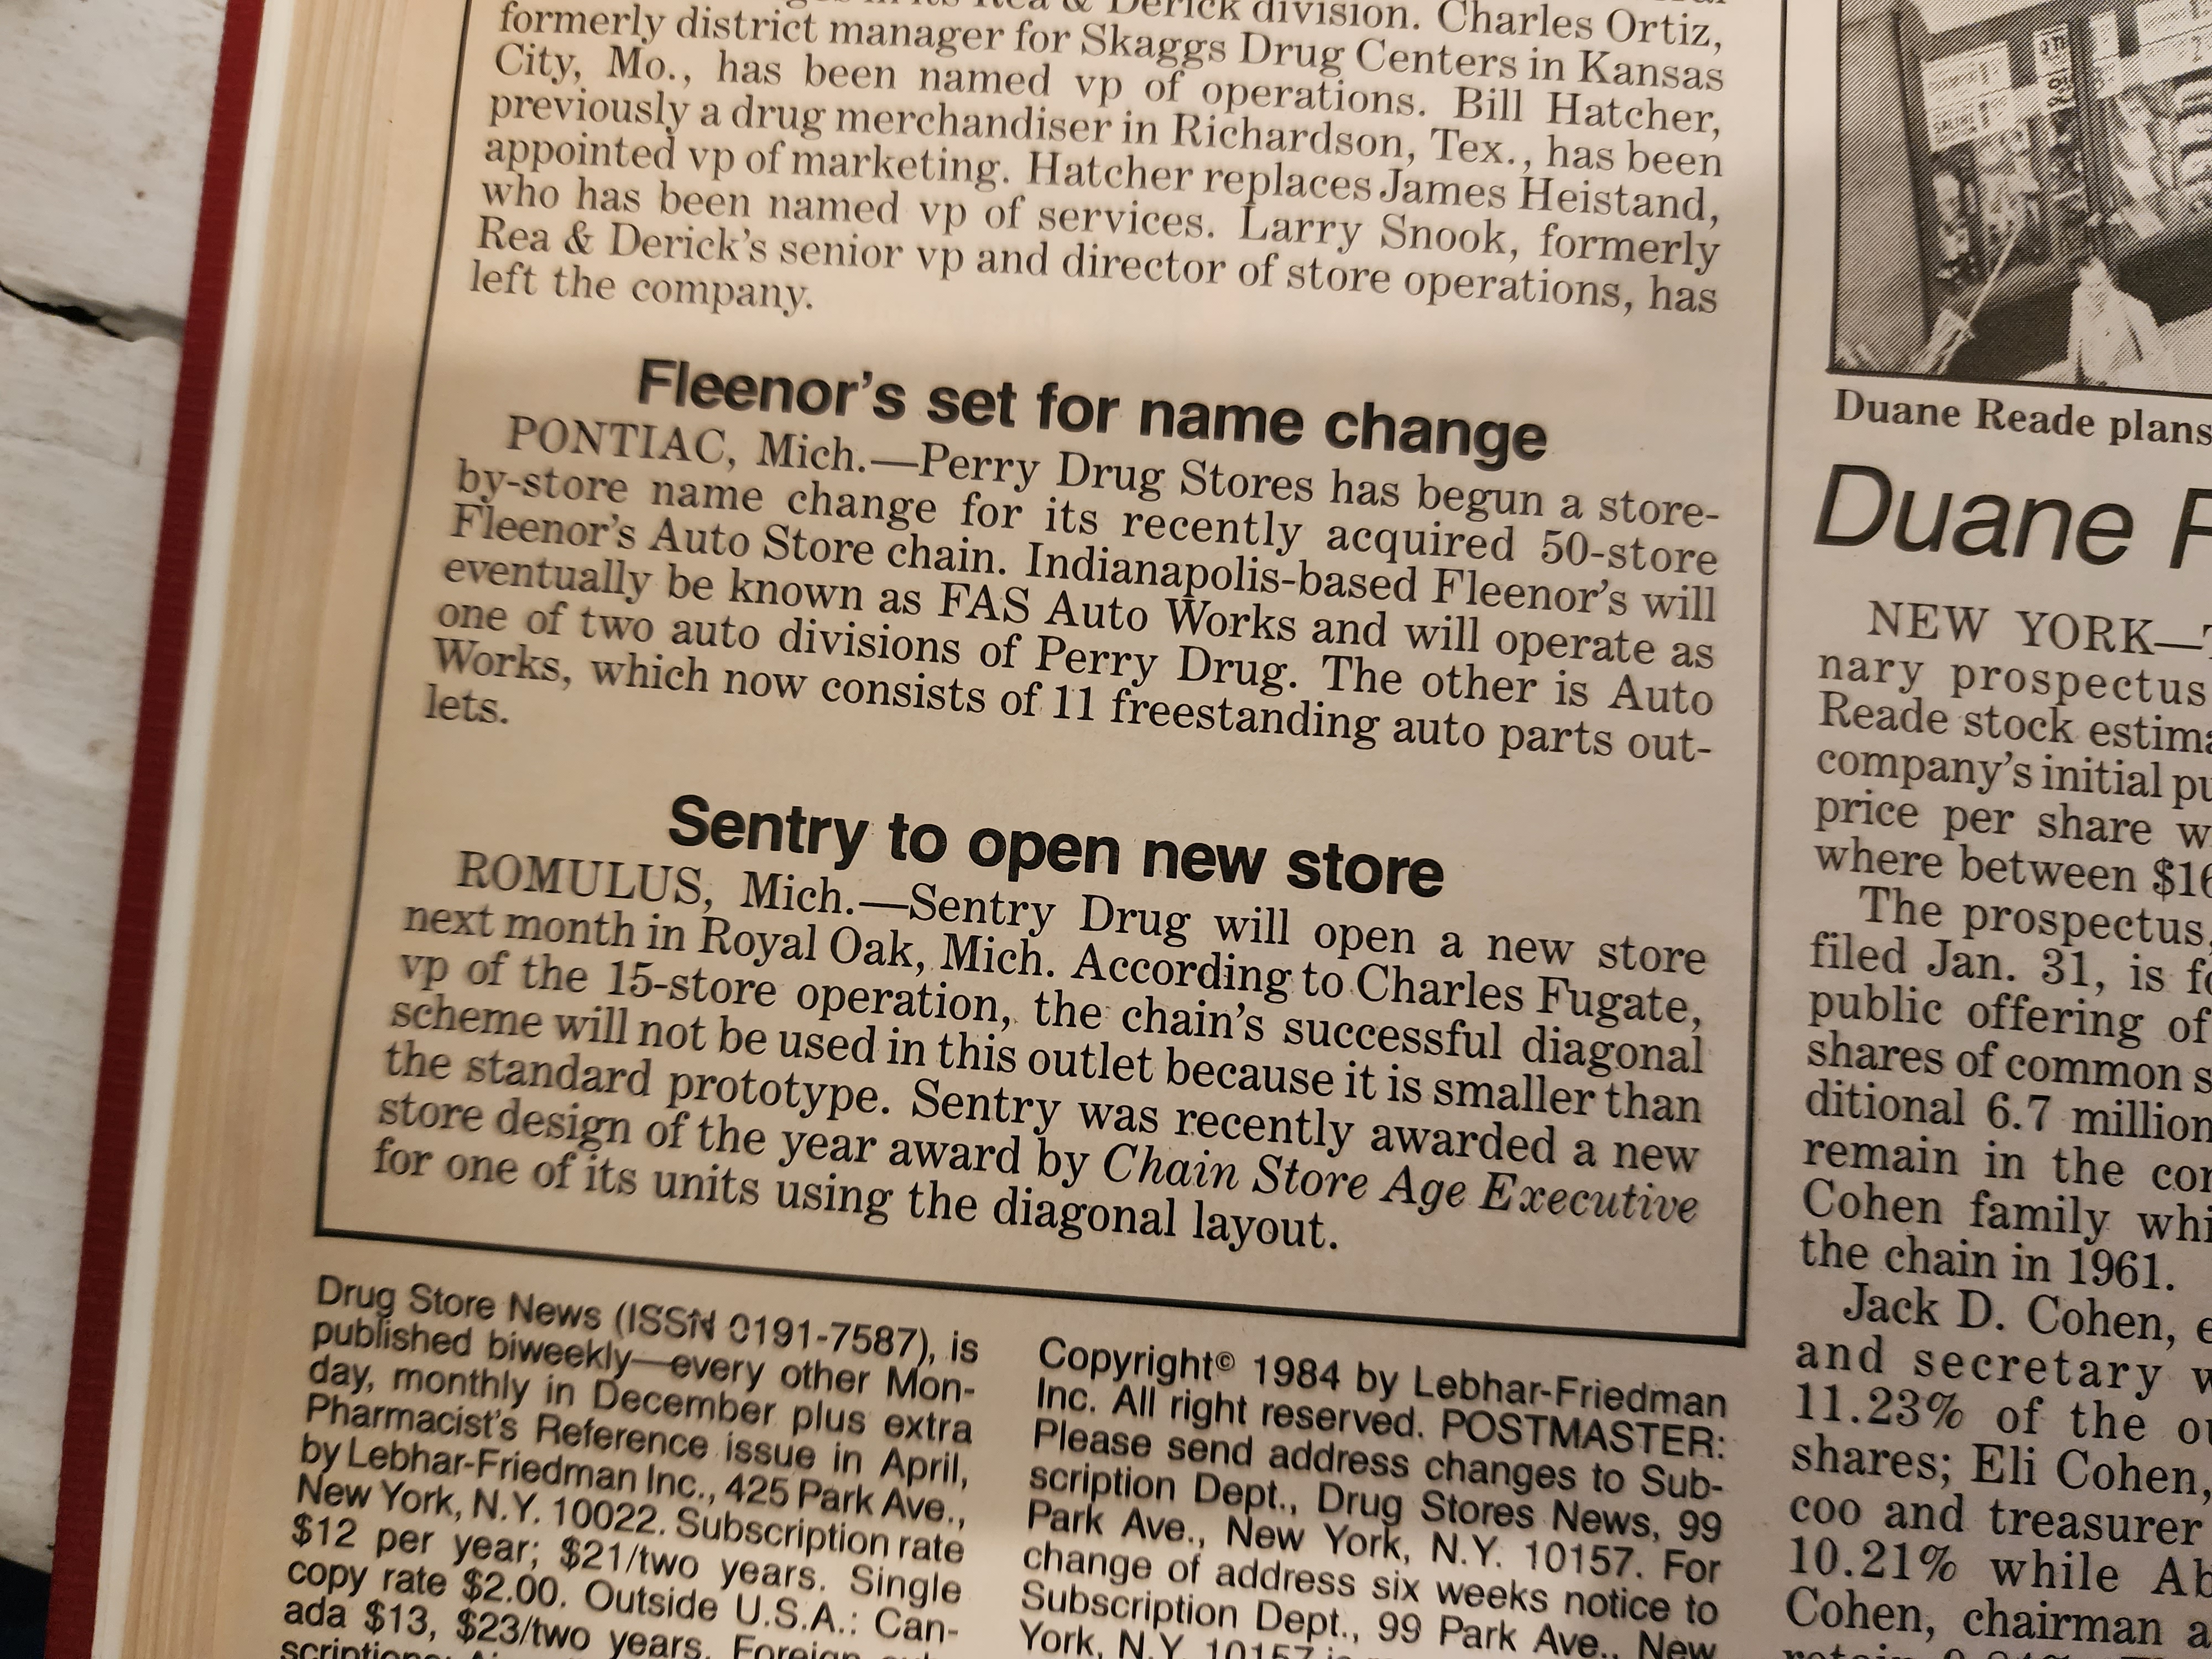 & Derick division. Charles Ortiz,
formerly district manager for Skaggs Drug Centers in Kansas
City, Mo., has been named vp of operations. Bill Hatcher,
previously a drug merchandiser in Richardson, Tex., has been
appointed vp of marketing. Hatcher replaces James Heistand,
who has been named vp of services. Larry Snook, formerly
Rea & Derick's senior vp and director of store operations, has
left the company.
Fleenor's set for name change
PONTIAC, Mich.—Perry Drug Stores has begun a store-
by-store name change for its recently acquired 50-store
Fleenor's Auto Store chain. Indianapolis-based Fleenor's will
eventually be known as FAS Auto Works and will operate as
one of two auto divisions of Perry Drug. The other is Auto
Works, which now consists of 11 freestanding auto parts out-
lets.
Sentry to open new store
ROMULUS, Mich.—Sentry Drug will open a new store
next month in Royal Oak, Mich. According to Charles Fugate,
vp of the 15-store operation, the chain's successful diagonal
scheme will not be used in this outlet because it is smaller than
the standard prototype. Sentry was recently awarded a new
store design of the year award by Chain Store Age Executive
for one of its units using the diagonal layout.
Drug Store News (ISSN 0191-7587), is
published biweekly—every other Mon-
day, monthly in December plus extra
Pharmacist's Reference issue in April,
by Lebhar-Friedman Inc., 425 Park Ave.,
New York, N.Y. 10022. Subscription rate
$12 per year; $21/two years. Single
copy rate $2.00. Outside U.S.A.: Can-
ada $13, $23/two years. Foreign
Copyright© 1984 by Lebhar-Friedman
Inc. All right reserved. POSTMASTER:
Please send address changes to Sub-
scription Dept., Drug Stores News, 99
Park Ave., New York, N.Y. 10157. For
change of address six weeks notice to
Subscription Dept., 99 Park Ave., New
York, N.Y. 10157
Duane Reade plans
Duane
NEW YORK—
nary prospectus
Reade stock
company's initial
price per share
where between
The prospectus,
filed Jan. 31, is
public offering of
shares of common
ditional 6.7 million
remain in the
Cohen family
the chain in 1961.
Jack D. Cohen,
and secretary
11.23% of the
shares; Eli Cohen,
coo and treasurer
10.21% while
Cohen, chairman